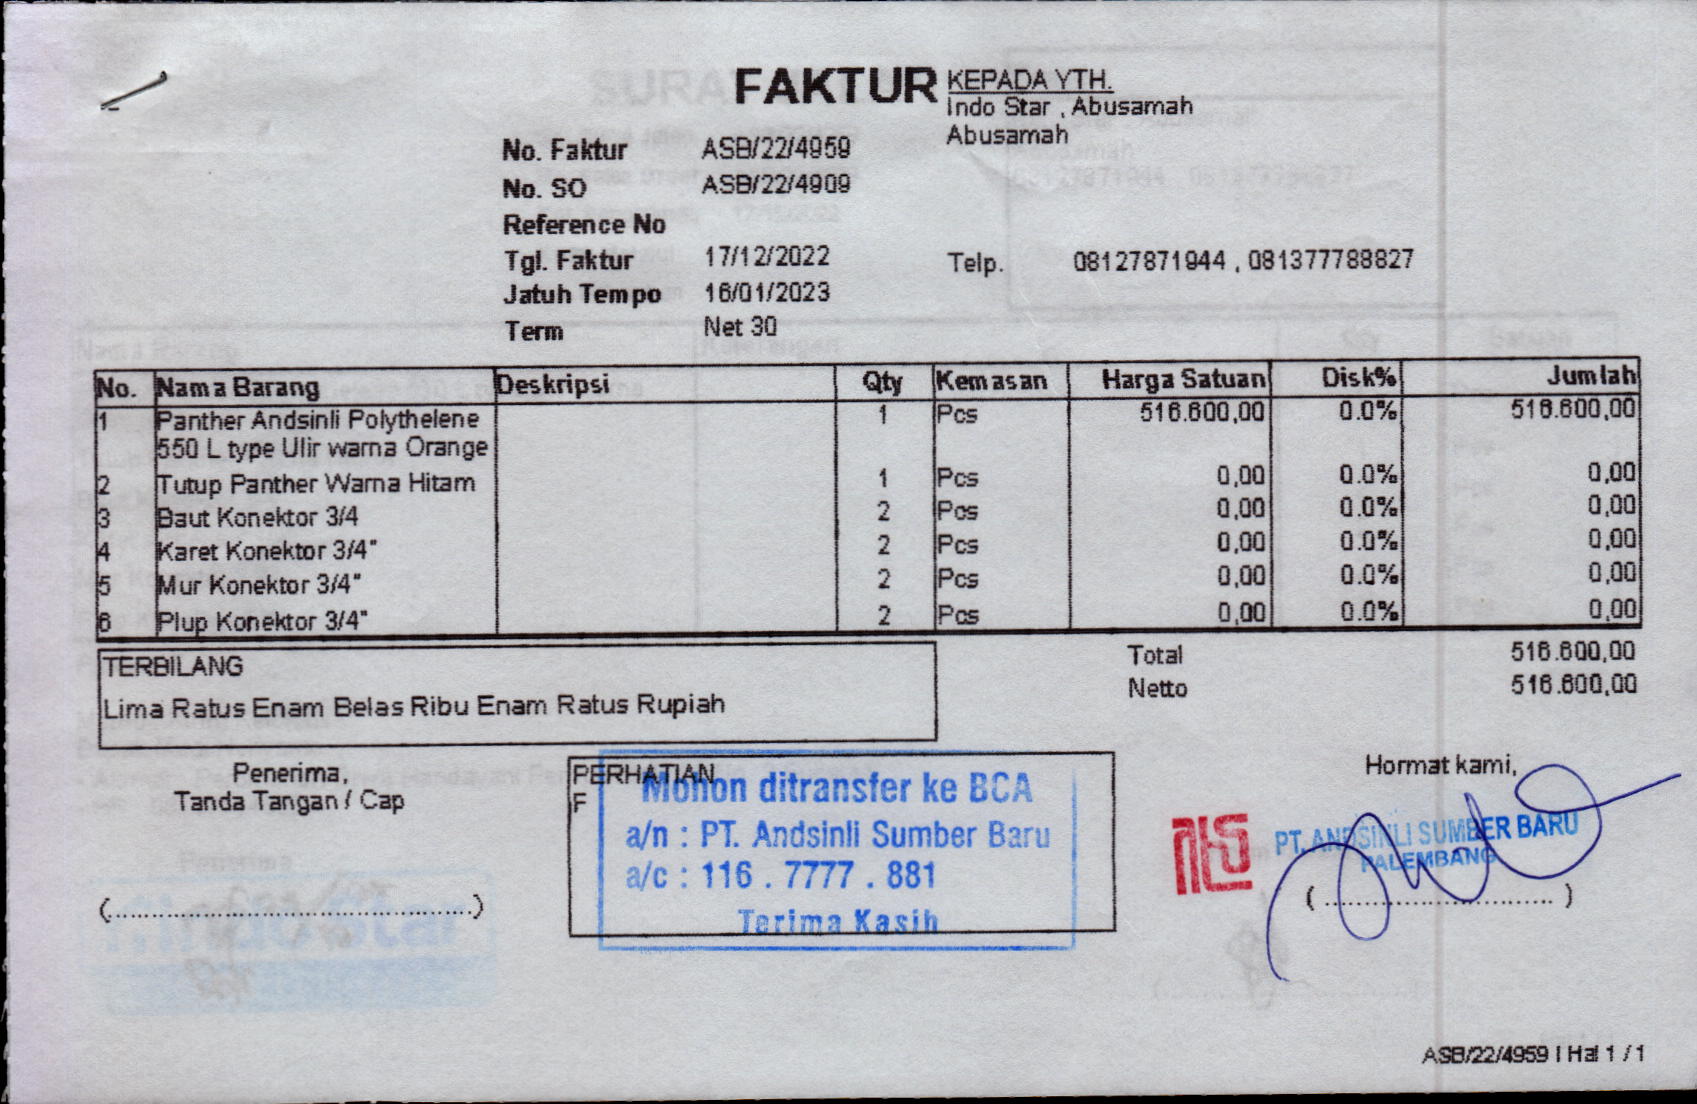 FAKTUR
KEPADA YTH.
Indo Star , Abusamah
Abusamah
No. Faktur ASB/22/4959
No. SO ASB/22/4909
Reference No
Tgl. Faktur 17/12/2022
Telp. 08127871944 , 081377788827
Jatuh Tempo 16/01/2023
Term Net 30
No. Nama Barang Deskripsi Qty Kemasan Harga Satuan Disk% Jumlah
1 Panther Andsinli Polythelene 1 Pcs 516.600,00 0.0% 516.600,00
550 L type Ulir warna Orange
2 Tutup Panther Warna Hitam 1 Pcs 0,00 0.0% 0,00
3 Baut Konektor 3/4 2 Pcs 0,00 0.0% 0,00
4 Karet Konektor 3/4" 2 Pcs 0,00 0.0% 0,00
5 Mur Konektor 3/4" 2 Pcs 0,00 0.0% 0,00
6 Plup Konektor 3/4" 2 Pcs 0,00 0.0% 0,00
TERBILANG
Lima Ratus Enam Belas Ribu Enam Ratus Rupiah
Total 516.600,00
Netto 516.600,00
Penerima,
Tanda Tangan / Cap
(................................................)
PERHATIAN
F
Mohon ditransfer ke BCA
a/n : PT. Andsinli Sumber Baru
a/c : 116 . 7777 . 881
Terima Kasih
Hormat kami,
PT. ANDSINLI SUMBER BARU
PALEMBANG
( .............................. )
ASB/22/4959 | Hal 1 / 1